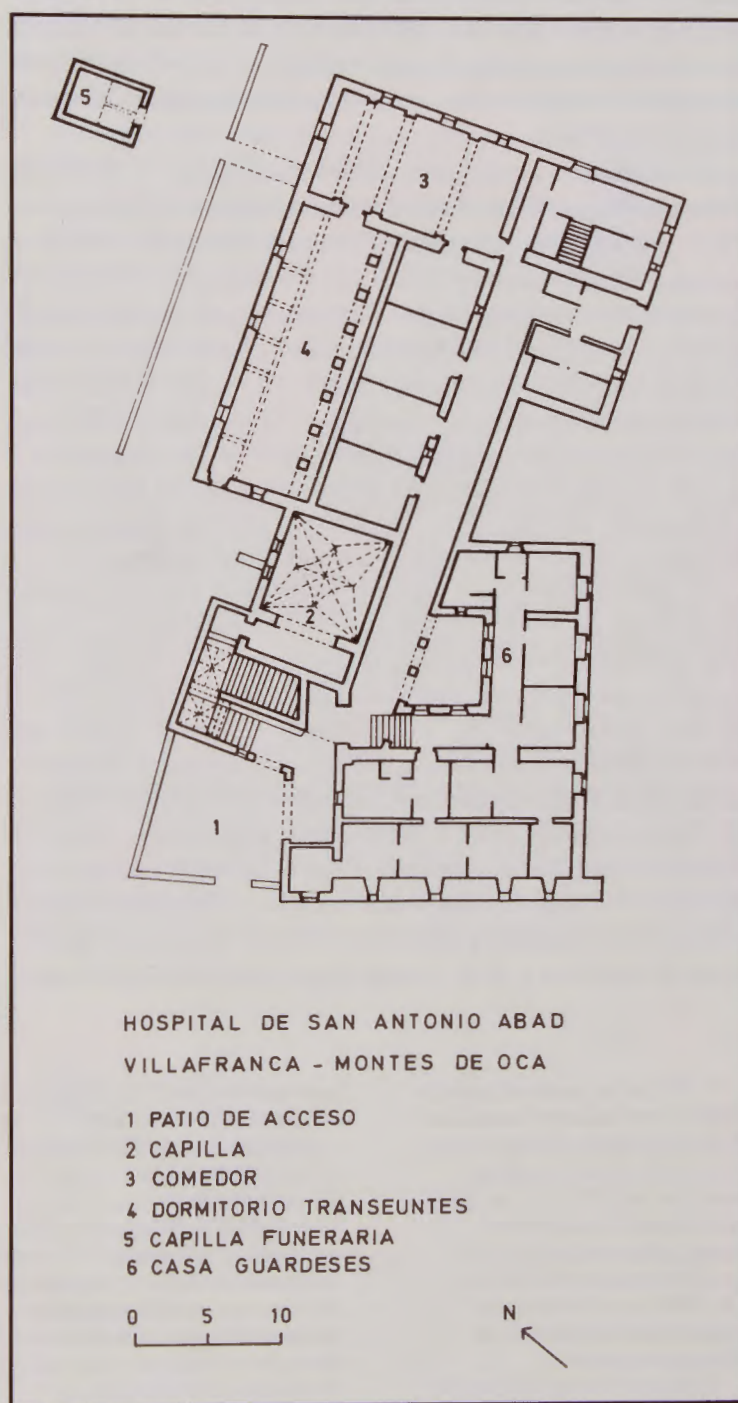 5
3
4
2
6
1
HOSPITAL DE SAN ANTONIO ABAD
VILLAFRANCA - MONTES DE OCA
1 PATIO DE ACCESO
2 CAPILLA
3 COMEDOR
4 DORMITORIO TRANSEUNTES
5 CAPILLA FUNERARIA
6 CASA GUARDESES
0 5 10
N